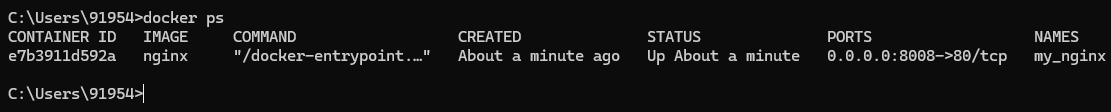 C:\Users\91954>docker ps
CONTAINER ID   IMAGE     COMMAND                  CREATED              STATUS              PORTS                  NAMES
e7b3911d592a   nginx     "/docker-entrypoint.…"   About a minute ago   Up About a minute   0.0.0.0:8008->80/tcp   my_nginx
C:\Users\91954>